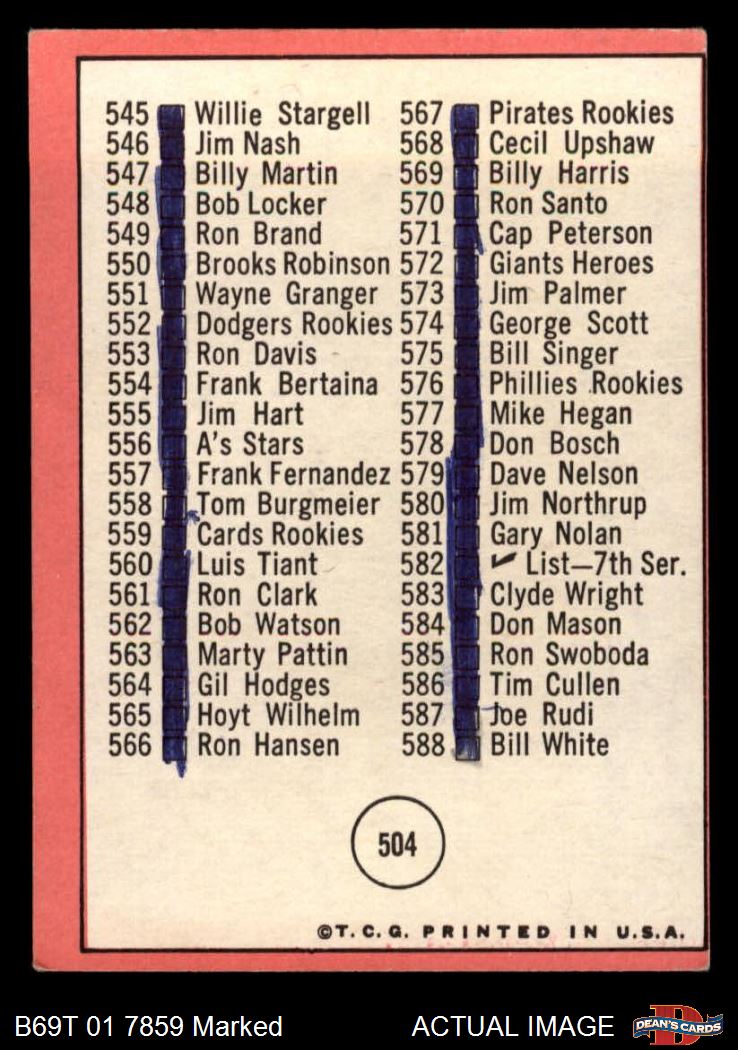 545 Willie Stargell
546 Jim Nash
547 Billy Martin
548 Bob Locker
549 Ron Brand
550 Brooks Robinson
551 Wayne Granger
552 Dodgers Rookies
553 Ron Davis
554 Frank Bertaina
555 Jim Hart
556 A's Stars
557 Frank Fernandez
558 Tom Burgmeier
559 Cards Rookies
560 Luis Tiant
561 Ron Clark
562 Bob Watson
563 Marty Pattin
564 Gil Hodges
565 Hoyt Wilhelm
566 Ron Hansen
567 Pirates Rookies
568 Cecil Upshaw
569 Billy Harris
570 Ron Santo
571 Cap Peterson
572 Giants Heroes
573 Jim Palmer
574 George Scott
575 Bill Singer
576 Phillies Rookies
577 Mike Hegan
578 Don Bosch
579 Dave Nelson
580 Jim Northrup
581 Gary Nolan
582 ✓ List—7th Ser.
583 Clyde Wright
584 Don Mason
585 Ron Swoboda
586 Tim Cullen
587 Joe Rudi
588 Bill White
504
©T. C. G. PRINTED IN U.S.A.
B69T 01 7859 Marked
ACTUAL IMAGE
D
DEAN'S CARDS